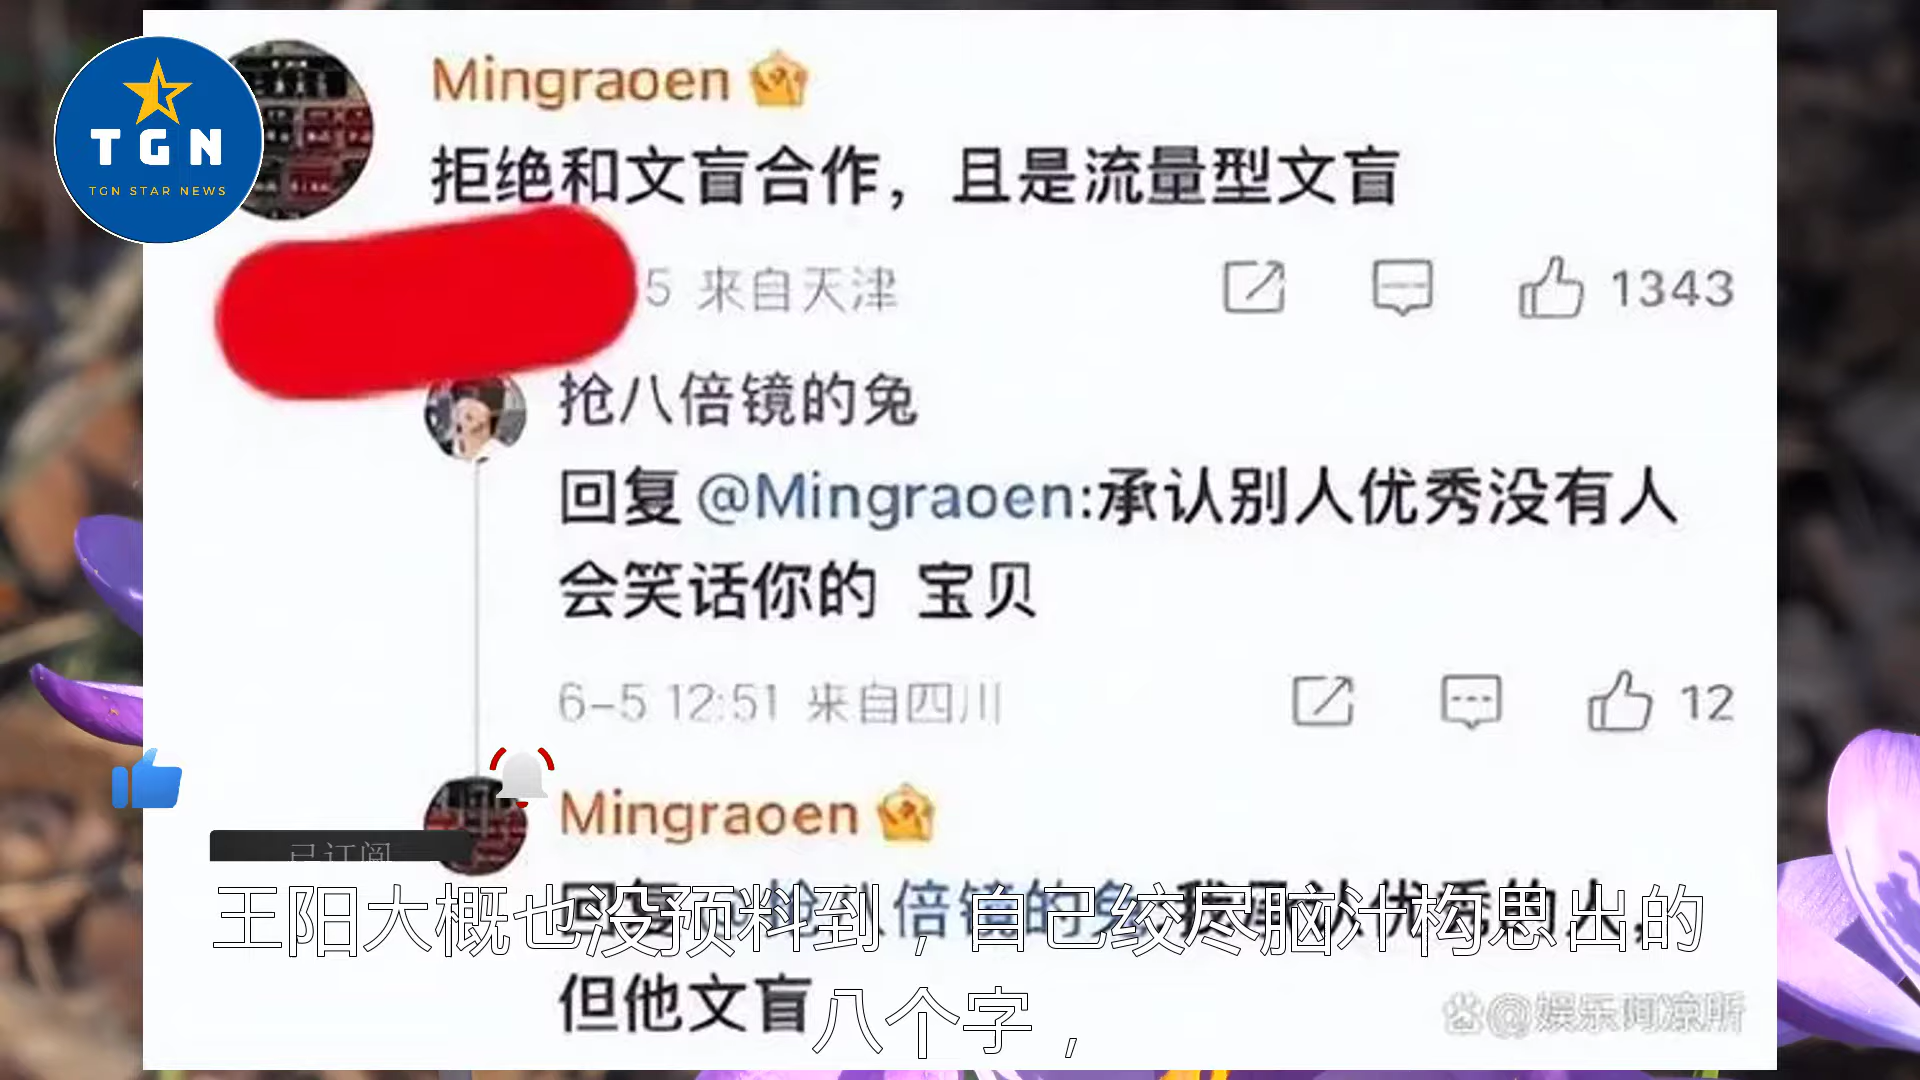 Mingraoen
拒绝和文盲合作，且是流量型文盲
TGN
TGN STAR NEWS
5 来自天津
1343
抢八倍镜的兔
回复 @Mingraoen:承认别人优秀没有人
会笑话你的 宝贝
6-5 12:51 来自四川
12
Mingraoen
已订阅
王阳大概也没预料到，自己绞尽脑汁构思出的
但他文盲
八个字，
@娱乐阿凉所